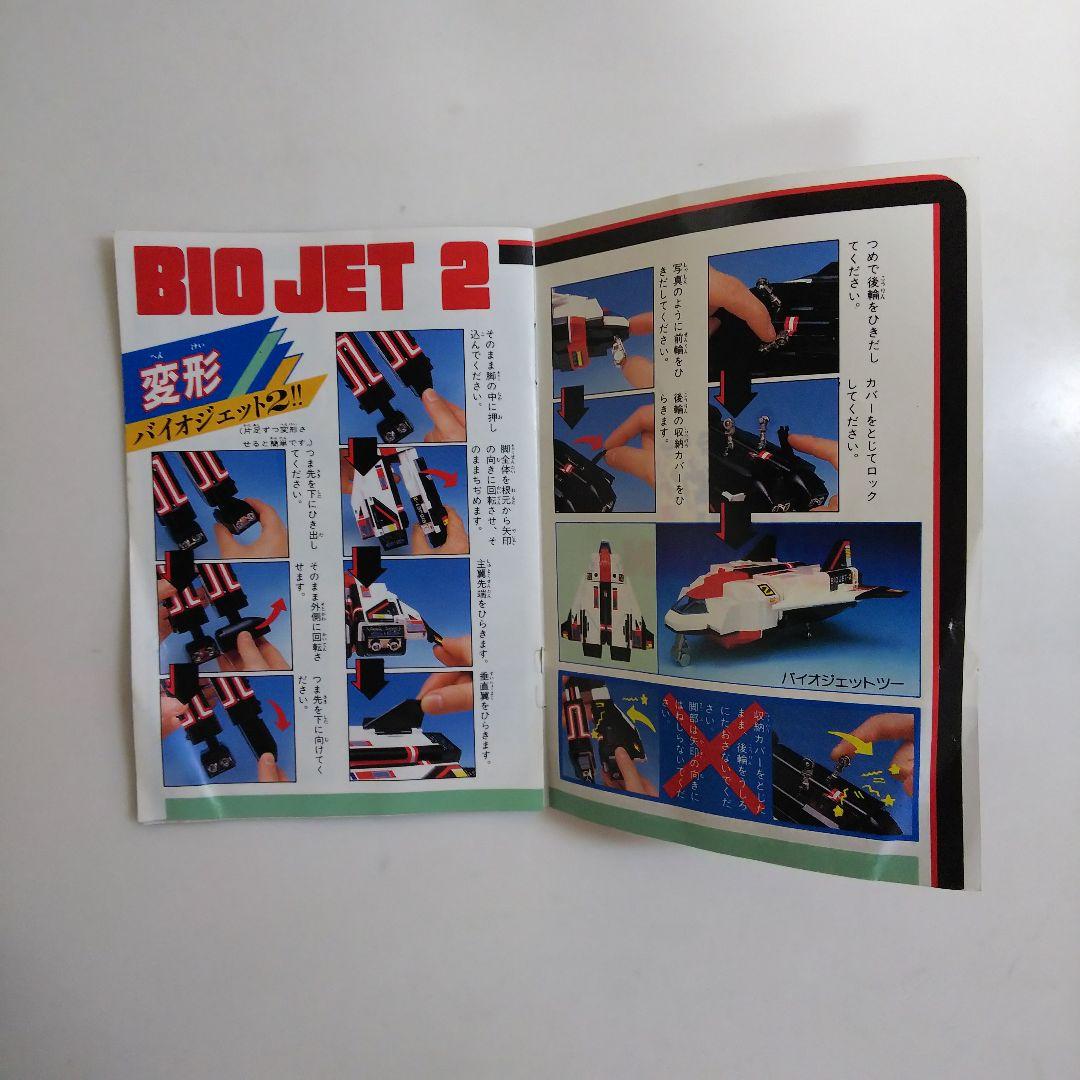 BIO JET 2
変形
へんけい
バイオジェット2!!
(片足ずつ変形さ
せると簡単です。)
つま先を下にひき出し
てください。
そのまま外側に回転さ
せます。
つま先を下に向けてく
ださい。
そのまま脚の中に押し
込んでください。
脚全体を根元から矢印
の向きに回転させ、そ
のままちぢめます。
主翼先端をひらきます。
垂直翼をひらきます。
写真のように前輪をひ
きだしてください。
後輪の収納カバーをひ
らきます。
つめで後輪をひきだし
てください。
カバーをとじてロック
してください。
BIO JET-2
バイオジェットツー
収納カバーをとじた
まま、後輪をうしろ
にたおさないでくだ
さい
脚部は矢印の向きに
はねじらないでくだ
さい。